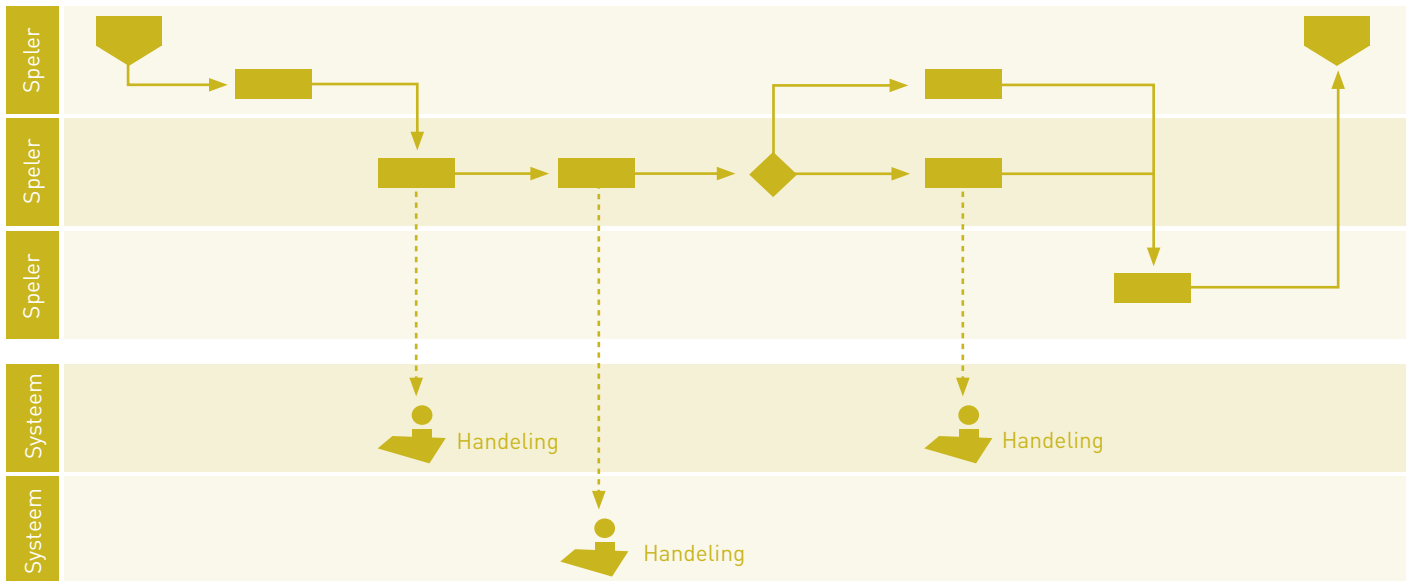 Speler
Speler
Speler
Systeem
Handeling
Handeling
Systeem
Handeling